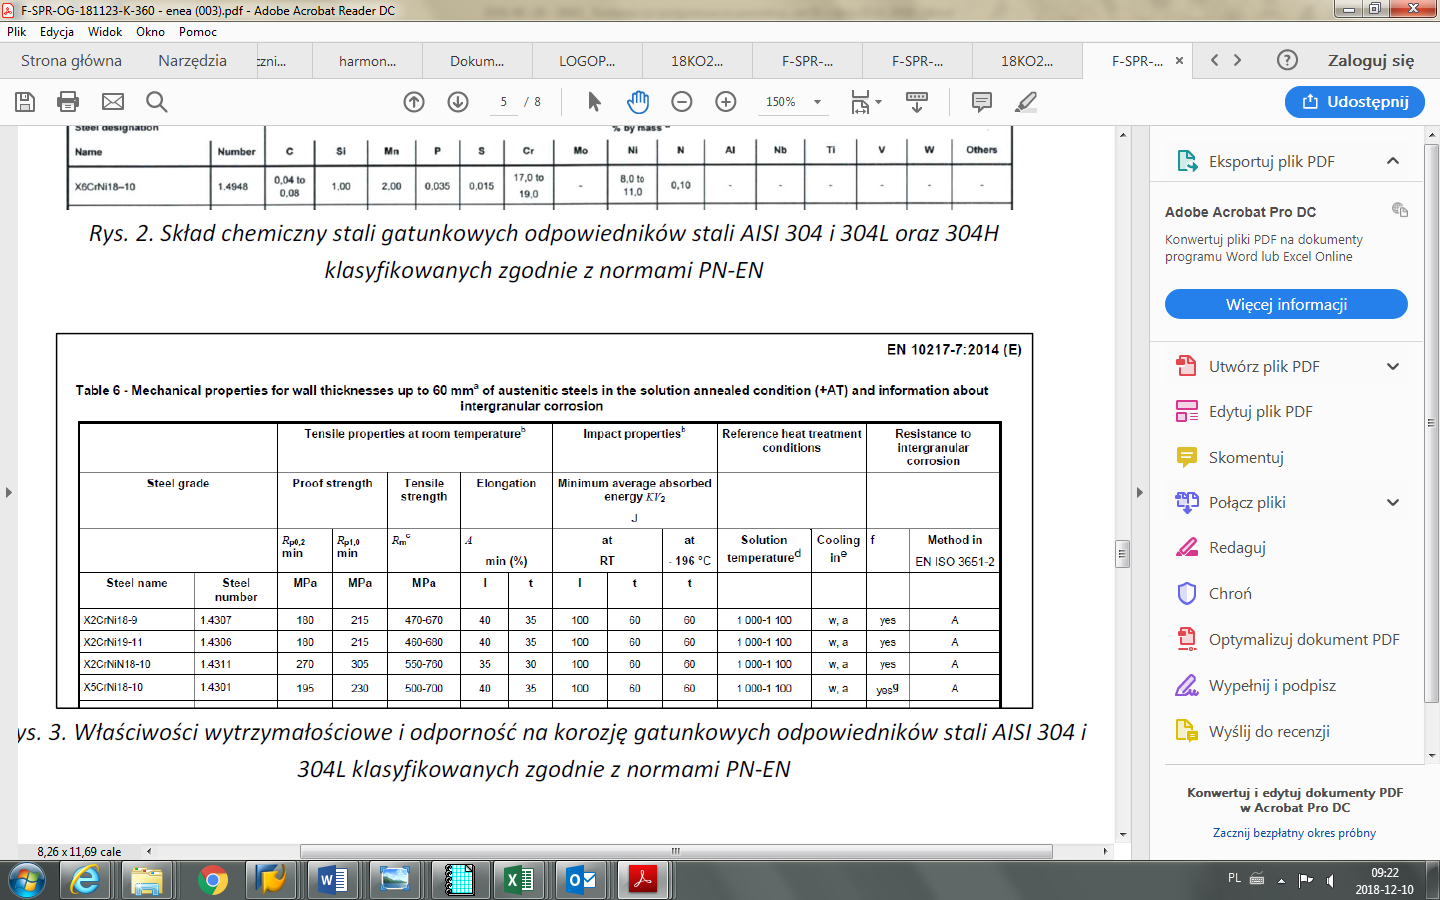 F-SPR-OG-181123-K-360 - enea (003).pdf - Adobe Acrobat Reader DC
Plik Edycja Widok Okno Pomoc
Strona główna Narzędzia :zni... harmon... Dokum... LOGOP... 18KO2... F-SPR-... F-SPR-... 18KO2... F-SPR-... × Zaloguj się
5 / 8 150% Udostępnij
Steel designation % by mass
Name Number C Si Mn P S Cr Mo Ni N Al Nb Ti V W Others
X6CrNi18–10 1.4948 0,04 to 0,08 1,00 2,00 0,035 0,015 17,0 to 19,0 - 8,0 to 11,0 0,10 - - - - - -
Rys. 2. Skład chemiczny stali gatunkowych odpowiedników stali AISI 304 i 304L oraz 304H
klasyfikowanych zgodnie z normami PN-EN
EN 10217-7:2014 (E)
Table 6 - Mechanical properties for wall thicknesses up to 60 mmᵃ of austenitic steels in the solution annealed condition (+AT) and information about
intergranular corrosion
Tensile properties at room temperatureᵇ Impact propertiesᵇ Reference heat treatment conditions Resistance to intergranular corrosion
Steel grade Proof strength Tensile strength Elongation Minimum average absorbed energy KV₂ J
Rp0,2 min Rp1,0 min Rmᶜ A min (%) at RT at - 196 °C Solution temperatureᵈ Cooling inᵉ f Method in EN ISO 3651-2
Steel name Steel number MPa MPa MPa l t l t t
X2CrNi18-9 1.4307 180 215 470-670 40 35 100 60 60 1 000-1 100 w, a yes A
X2CrNi19-11 1.4306 180 215 460-680 40 35 100 60 60 1 000-1 100 w, a yes A
X2CrNiN18-10 1.4311 270 305 550-760 35 30 100 60 60 1 000-1 100 w, a yes A
X5CrNi18-10 1.4301 195 230 500-700 40 35 100 60 60 1 000-1 100 w, a yesᵍ A
ys. 3. Właściwości wytrzymałościowe i odporność na korozję gatunkowych odpowiedników stali AISI 304 i
304L klasyfikowanych zgodnie z normami PN-EN
8,26 x 11,69 cale
Eksportuj plik PDF
Adobe Acrobat Pro DC
Konwertuj pliki PDF na dokumenty
programu Word lub Excel Online
Więcej informacji
Utwórz plik PDF
Edytuj plik PDF
Skomentuj
Połącz pliki
Redaguj
Chroń
Optymalizuj dokument PDF
Wypełnij i podpisz
Wyślij do recenzji
Konwertuj i edytuj dokumenty PDF
w Acrobat Pro DC
Zacznij bezpłatny okres próbny
PL 09:22
2018-12-10